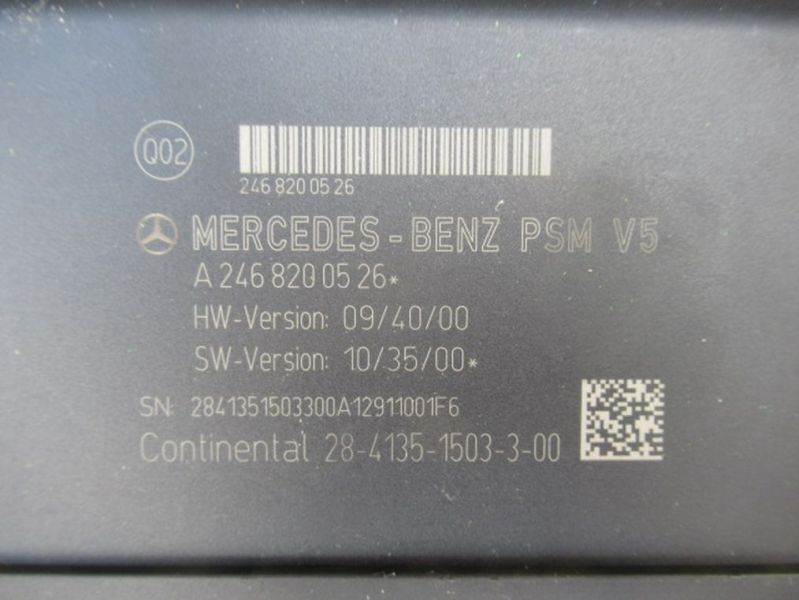 Q02
246 820 05 26
MERCEDES-BENZ PSM V5
A 246 820 05 26*
HW-Version: 09/40/00
SW-Version: 10/35/00*
SN: 2841351503300A12911001F6
Continental 28-4135-1503-3-00